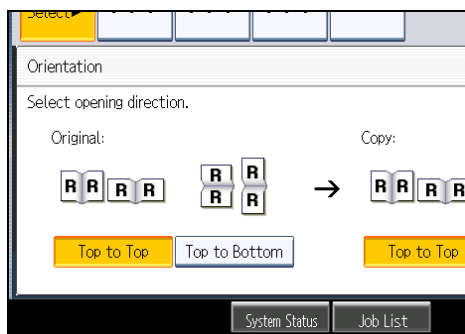 Select►
Orientation
Select opening direction.
Original:
Copy:
R R R R
R R
R R
→
R R R R
Top to Top
Top to Bottom
Top to Top
System Status
Job List